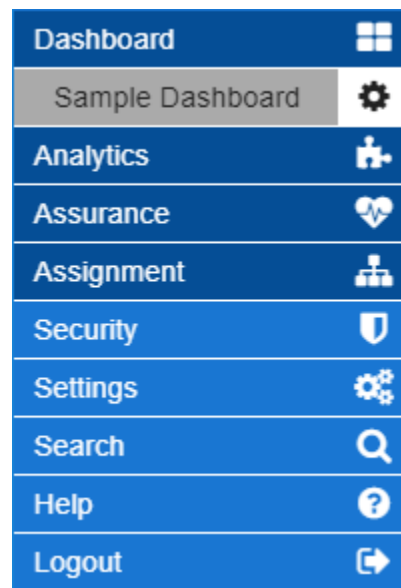 Dashboard
Sample Dashboard
Analytics
Assurance
Assignment
Security
Settings
Search
Help
Logout